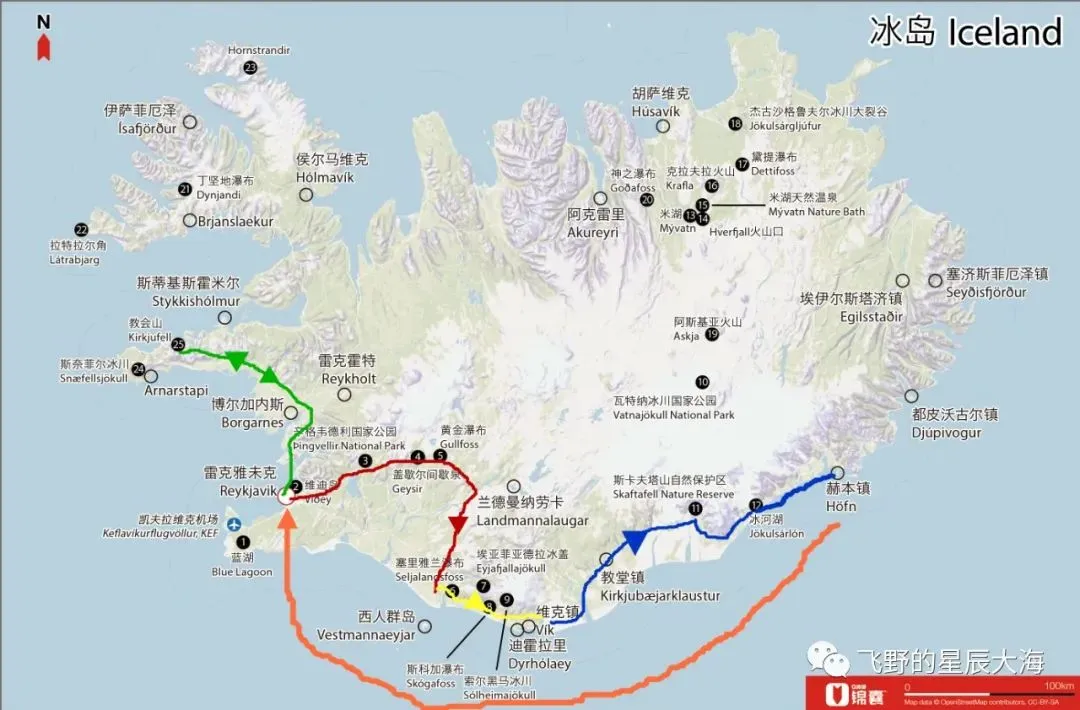 N
冰岛 Iceland
Hornstrandir
23
伊萨菲厄泽
Ísafjörður
侯尔马维克
Hólmavík
丁坚地瀑布
21
Dynjandi
Brjanslaekur
22
拉特拉尔角
Látrabjarg
胡萨维克
Húsavík
杰古沙格鲁夫尔冰川大裂谷
18
Jökulsárgljúfur
黛提瀑布
17
Dettifoss
克拉夫拉火山
Krafla
16
神之瀑布
Goðafoss
20
阿克雷里
Akureyri
米湖天然温泉
15
Mývatn Nature Bath
米湖
13
14
Mývatn
Hverfjall火山口
斯蒂基斯霍米尔
Stykkishólmur
塞济斯菲厄泽镇
Seyðisfjörður
埃伊尔斯塔济镇
Egilsstaðir
教会山
Kirkjufell
25
斯奈菲尔冰川
24
Snæfellsjökull
Arnarstapi
阿斯基亚火山
Askja
19
雷克霍特
Reykholt
10
瓦特纳冰川国家公园
Vatnajökull National Park
博尔加内斯
Borgarnes
都皮沃古尔镇
Djúpivogur
辛格韦德利国家公园
Þingvellir National Park
3
黄金瀑布
Gullfoss
4
5
盖歇尔间歇泉
Geysir
雷克雅未克
Reykjavik
2
维迪岛
Viðey
兰德曼纳劳卡
Landmannalaugar
斯卡夫塔山自然保护区
Skaftafell Nature Reserve
11
赫本镇
Höfn
12
冰河湖
Jökulsárlón
凯夫拉维克机场
Keflavikurflugvöllur, KEF
1
蓝湖
Blue Lagoon
塞里雅兰瀑布
Seljalangsfoss
埃亚菲亚德拉冰盖
Eyjafjallajökull
6
7
8
9
教堂镇
Kirkjubæjarklaustur
西人群岛
Vestmannaeyjar
维克镇
Vík
迪霍拉里
Dyrhólaey
斯科加瀑布
Skógafoss
索尔黑马冰川
Sólheimajökull
飞野的星辰大海
锦囊
0
100km
Map data © OpenStreetMap contributors, CC-BY-SA